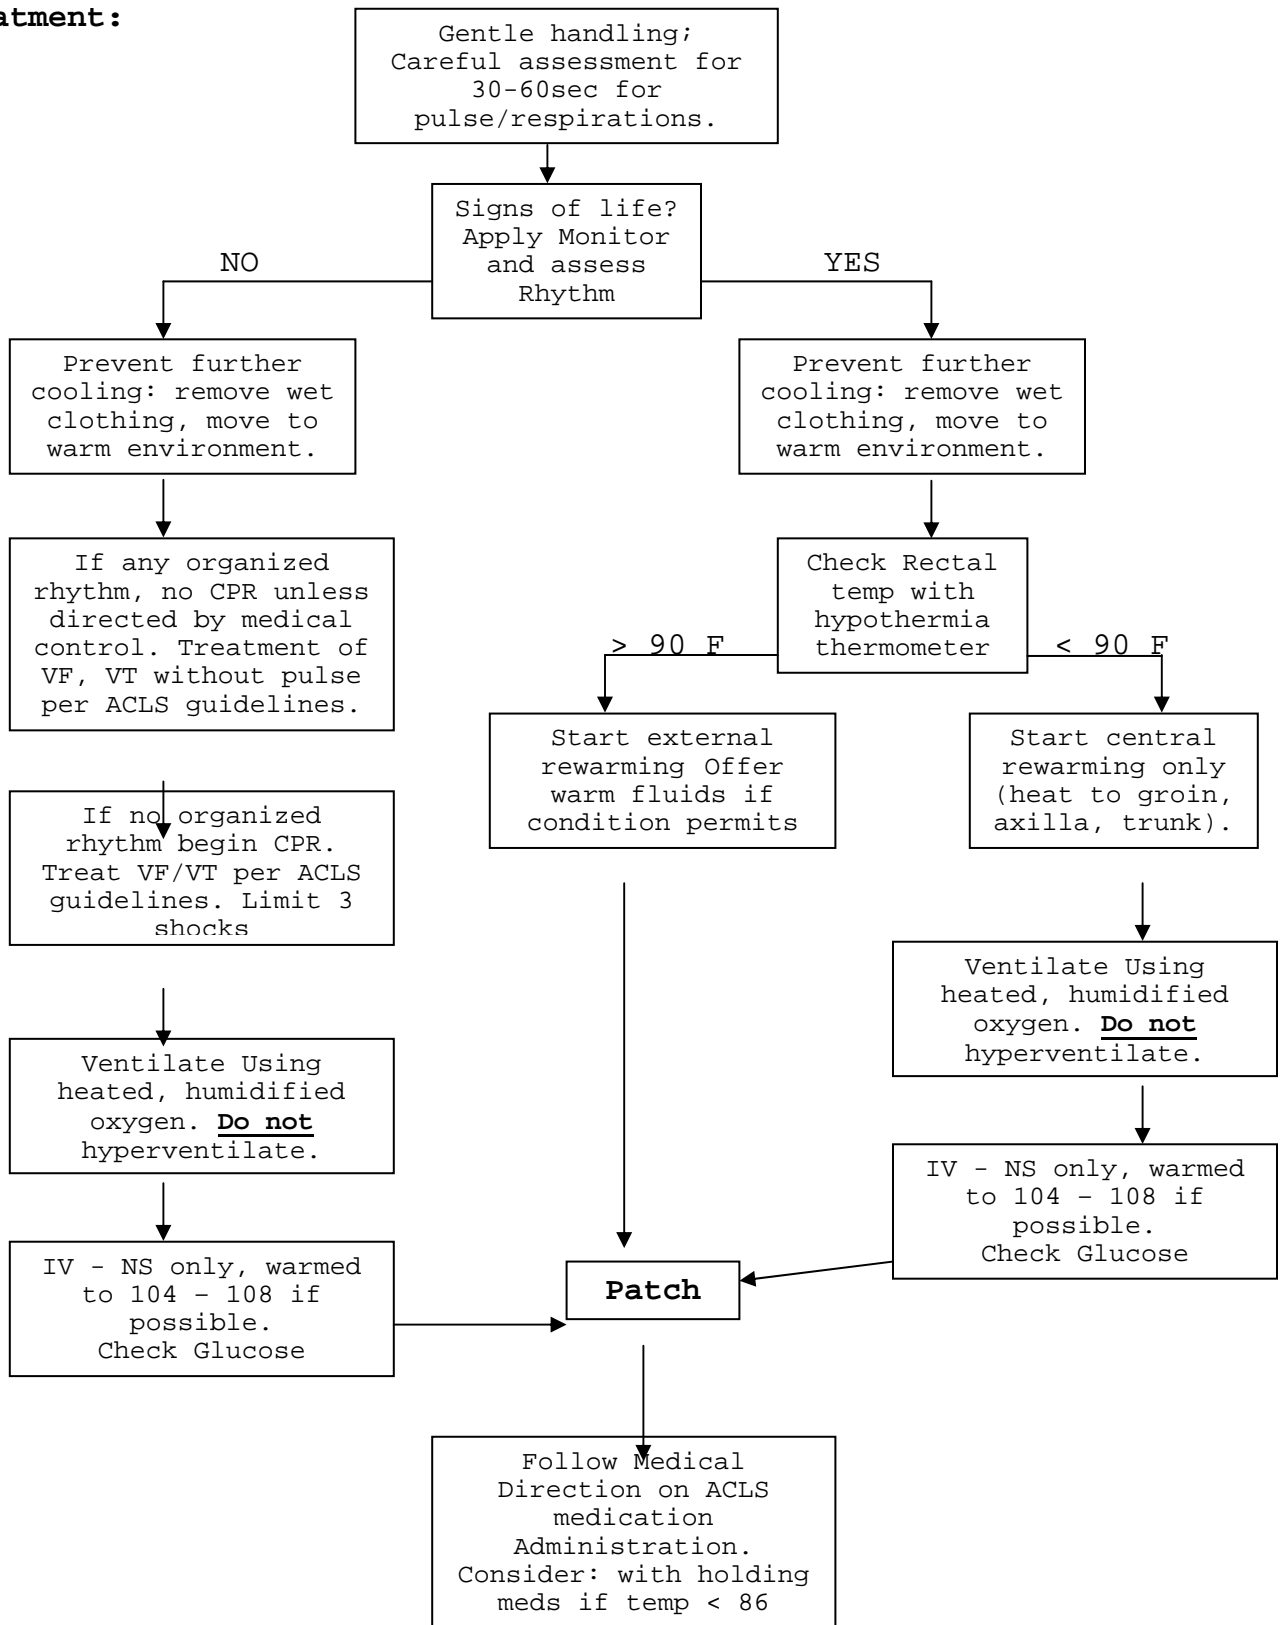 atment:
Gentle handling;
Careful assessment for
30-60sec for
pulse/respirations.
Signs of life?
Apply Monitor
and assess
Rhythm
NO
YES
Prevent further
cooling: remove wet
clothing, move to
warm environment.
Prevent further
cooling: remove wet
clothing, move to
warm environment.
If any organized
rhythm, no CPR unless
directed by medical
control. Treatment of
VF, VT without pulse
per ACLS guidelines.
Check Rectal
temp with
hypothermia
thermometer
> 90 F
< 90 F
Start external
rewarming Offer
warm fluids if
condition permits
Start central
rewarming only
(heat to groin,
axilla, trunk).
If no organized
rhythm begin CPR.
Treat VF/VT per ACLS
guidelines. Limit 3
shocks
Ventilate Using
heated, humidified
oxygen. Do not
hyperventilate.
Ventilate Using
heated, humidified
oxygen. Do not
hyperventilate.
IV - NS only, warmed
to 104 – 108 if
possible.
Check Glucose
IV - NS only, warmed
to 104 – 108 if
possible.
Check Glucose
Patch
Follow Medical
Direction on ACLS
medication
Administration.
Consider: with holding
meds if temp < 86